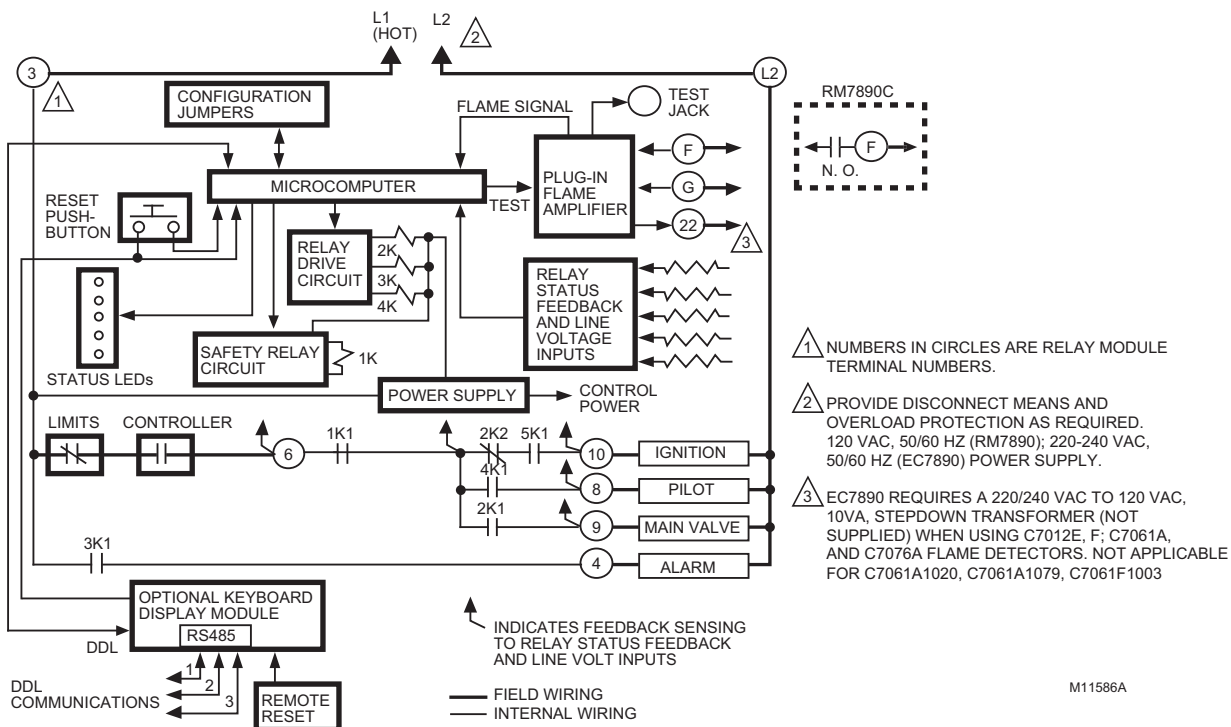 L1
(HOT)
L2
2
3
1
L2
CONFIGURATION
JUMPERS
FLAME SIGNAL
TEST
JACK
RM7890C
F
N. O.
MICROCOMPUTER
TEST
PLUG-IN
FLAME
AMPLIFIER
F
G
22
3
RESET
PUSH-
BUTTON
RELAY
DRIVE
CIRCUIT
2K
3K
4K
RELAY
STATUS
FEEDBACK
AND LINE
VOLTAGE
INPUTS
STATUS LEDs
SAFETY RELAY
CIRCUIT
1K
POWER SUPPLY
CONTROL
POWER
LIMITS
CONTROLLER
6
1K1
2K2
5K1
10
IGNITION
4K1
8
PILOT
2K1
9
MAIN VALVE
3K1
4
ALARM
OPTIONAL KEYBOARD
DISPLAY MODULE
RS485
DDL
1
2
3
DDL
COMMUNICATIONS
REMOTE
RESET
INDICATES FEEDBACK SENSING
TO RELAY STATUS FEEDBACK
AND LINE VOLT INPUTS
FIELD WIRING
INTERNAL WIRING
1 NUMBERS IN CIRCLES ARE RELAY MODULE
TERMINAL NUMBERS.
2 PROVIDE DISCONNECT MEANS AND
OVERLOAD PROTECTION AS REQUIRED.
120 VAC, 50/60 HZ (RM7890); 220-240 VAC,
50/60 HZ (EC7890) POWER SUPPLY.
3 EC7890 REQUIRES A 220/240 VAC TO 120 VAC,
10VA, STEPDOWN TRANSFORMER (NOT
SUPPLIED) WHEN USING C7012E, F; C7061A,
AND C7076A FLAME DETECTORS. NOT APPLICABLE
FOR C7061A1020, C7061A1079, C7061F1003
M11586A